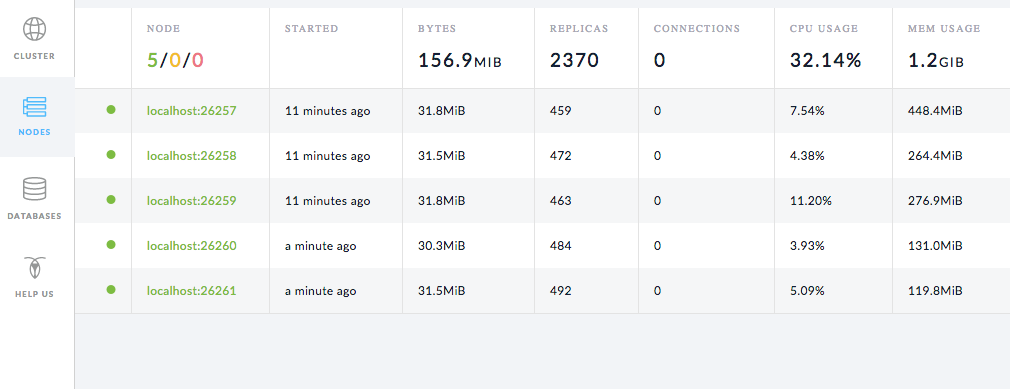 CLUSTER
NODES
DATABASES
HELP US
NODE STARTED BYTES REPLICAS CONNECTIONS CPU USAGE MEM USAGE
5/0/0 156.9MIB 2370 0 32.14% 1.2GIB
localhost:26257 11 minutes ago 31.8MiB 459 0 7.54% 448.4MiB
localhost:26258 11 minutes ago 31.5MiB 472 0 4.38% 264.4MiB
localhost:26259 11 minutes ago 31.8MiB 463 0 11.20% 276.9MiB
localhost:26260 a minute ago 30.3MiB 484 0 3.93% 131.0MiB
localhost:26261 a minute ago 31.5MiB 492 0 5.09% 119.8MiB